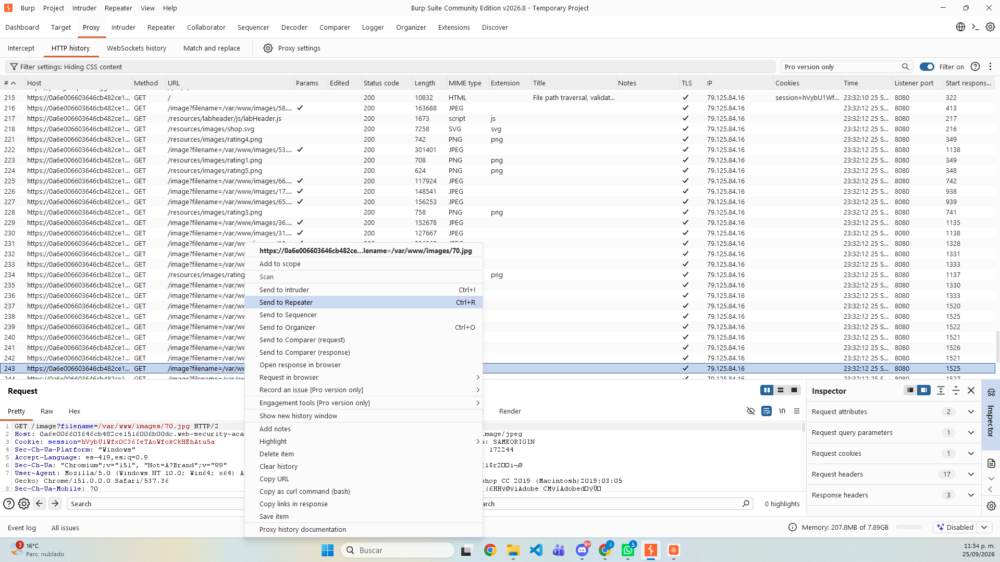 Burp Project Intruder Repeater View Help Burp Suite Community Edition v2026.8 - Temporary Project
Dashboard Target Proxy Intruder Repeater Collaborator Sequencer Decoder Comparer Logger Organizer Extensions Discover
Intercept HTTP history WebSockets history Match and replace Proxy settings
Filter settings: Hiding CSS content Pro version only Filter on
# Host Method URL Params Edited Status code Length MIME type Extension Title Notes TLS IP Cookies Time Listener port Start respons...
215 https://0a6e006603646cb482ce1... GET / 200 10832 HTML File path traversal, validat... ✓ 79.125.84.16 session=hVybU1Wf... 23:32:10 25 S... 8080 322
216 https://0a6e006603646cb482ce1... GET /image?filename=/var/www/images/58.... ✓ 200 163688 JPEG ✓ 79.125.84.16 23:32:12 25 S... 8080 413
217 https://0a6e006603646cb482ce1... GET /resources/labheader/js/labHeader.js 200 1673 script js ✓ 79.125.84.16 23:32:12 25 S... 8080 217
218 https://0a6e006603646cb482ce1... GET /resources/images/shop.svg 200 7258 SVG svg ✓ 79.125.84.16 23:32:12 25 S... 8080 216
221 https://0a6e006603646cb482ce1... GET /resources/images/rating4.png 200 742 PNG png ✓ 79.125.84.16 23:32:12 25 S... 8080 349
222 https://0a6e006603646cb482ce1... GET /image?filename=/var/www/images/53.... ✓ 200 301401 JPEG ✓ 79.125.84.16 23:32:12 25 S... 8080 1138
223 https://0a6e006603646cb482ce1... GET /resources/images/rating1.png 200 708 PNG png ✓ 79.125.84.16 23:32:12 25 S... 8080 349
224 https://0a6e006603646cb482ce1... GET /resources/images/rating5.png 200 624 PNG png ✓ 79.125.84.16 23:32:12 25 S... 8080 348
225 https://0a6e006603646cb482ce1... GET /image?filename=/var/www/images/66.... ✓ 200 117924 JPEG ✓ 79.125.84.16 23:32:12 25 S... 8080 742
226 https://0a6e006603646cb482ce1... GET /image?filename=/var/www/images/17.... ✓ 200 148541 JPEG ✓ 79.125.84.16 23:32:12 25 S... 8080 938
227 https://0a6e006603646cb482ce1... GET /image?filename=/var/www/images/65.... ✓ 200 156253 JPEG ✓ 79.125.84.16 23:32:12 25 S... 8080 939
228 https://0a6e006603646cb482ce1... GET /resources/images/rating3.png 200 758 PNG png ✓ 79.125.84.16 23:32:12 25 S... 8080 741
229 https://0a6e006603646cb482ce1... GET /image?filename=/var/www/images/36.... ✓ 200 152678 JPEG ✓ 79.125.84.16 23:32:12 25 S... 8080 1135
230 https://0a6e006603646cb482ce1... GET /image?filename=/var/www/images/31.... ✓ 200 127667 JPEG ✓ 79.125.84.16 23:32:12 25 S... 8080 1138
231 https://0a6e006603646cb482ce1... GET /image?filename=/var/ww ✓ 79.125.84.16 23:32:12 25 S... 8080 1328
232 https://0a6e006603646cb482ce1... GET /image?filename=/var/ww ✓ 79.125.84.16 23:32:12 25 S... 8080 1331
233 https://0a6e006603646cb482ce1... GET /image?filename=/var/ww ✓ 79.125.84.16 23:32:12 25 S... 8080 1333
234 https://0a6e006603646cb482ce1... GET /resources/images/rating png ✓ 79.125.84.16 23:32:12 25 S... 8080 1137
235 https://0a6e006603646cb482ce1... GET /image?filename=/var/ww ✓ 79.125.84.16 23:32:12 25 S... 8080 1330
236 https://0a6e006603646cb482ce1... GET /image?filename=/var/ww ✓ 79.125.84.16 23:32:12 25 S... 8080 1333
237 https://0a6e006603646cb482ce1... GET /image?filename=/var/ww ✓ 79.125.84.16 23:32:12 25 S... 8080 1520
238 https://0a6e006603646cb482ce1... GET /image?filename=/var/ww ✓ 79.125.84.16 23:32:12 25 S... 8080 1525
239 https://0a6e006603646cb482ce1... GET /image?filename=/var/ww ✓ 79.125.84.16 23:32:12 25 S... 8080 1522
240 https://0a6e006603646cb482ce1... GET /image?filename=/var/ww ✓ 79.125.84.16 23:32:12 25 S... 8080 1521
241 https://0a6e006603646cb482ce1... GET /image?filename=/var/ww ✓ 79.125.84.16 23:32:12 25 S... 8080 1526
242 https://0a6e006603646cb482ce1... GET /image?filename=/var/ww ✓ 79.125.84.16 23:32:12 25 S... 8080 1521
243 https://0a6e006603646cb482ce1... GET /image?filename=/var/ww ✓ 79.125.84.16 23:32:12 25 S... 8080 1525
https://0a6e006603646cb482ce...lename=/var/www/images/70.jpg
Add to scope
Scan
Send to Intruder Ctrl+I
Send to Repeater Ctrl+R
Send to Sequencer
Send to Organizer Ctrl+O
Send to Comparer (request)
Send to Comparer (response)
Open response in browser
Request in browser
Record an issue [Pro version only]
Engagement tools [Pro version only]
Show new history window
Add notes
Highlight
Delete item
Clear history
Copy URL
Copy as curl command (bash)
Copy links in response
Save item
Proxy history documentation
Request
Pretty Raw Hex
1 GET /image?filename=/var/www/images/70.jpg HTTP/2
2 Host: 0a6e006603646cb482ce1516006b00dc.web-security-aca
3 Cookie: session=hVybU1WfxOC36IeTAoWfokCkHEhAtu5a
4 Sec-Ch-Ua-Platform: "Windows"
5 Accept-Language: es-419,es;q=0.9
6 Sec-Ch-Ua: "Chromium";v="151", "Not=A?Brand";v="99"
7 User-Agent: Mozilla/5.0 (Windows NT 10.0; Win64; x64) A
Gecko) Chrome/151.0.0.0 Safari/537.36
8 Sec-Ch-Ua-Mobile: ?0
Search
Render \n
image/jpeg
s: SAMEORIGIN
172244
shop CC 2019 (Macintosh)2019:03:05
arch 0 highlights
Inspector
Request attributes 2
Request query parameters 1
Request cookies 1
Request headers 17
Response headers 3
Inspector
Event log All issues Memory: 207.8MB of 7.89GB Disabled
3 16°C
Parc. nublado
Buscar
9+ J 5
11:34 p. m.
25/09/2026